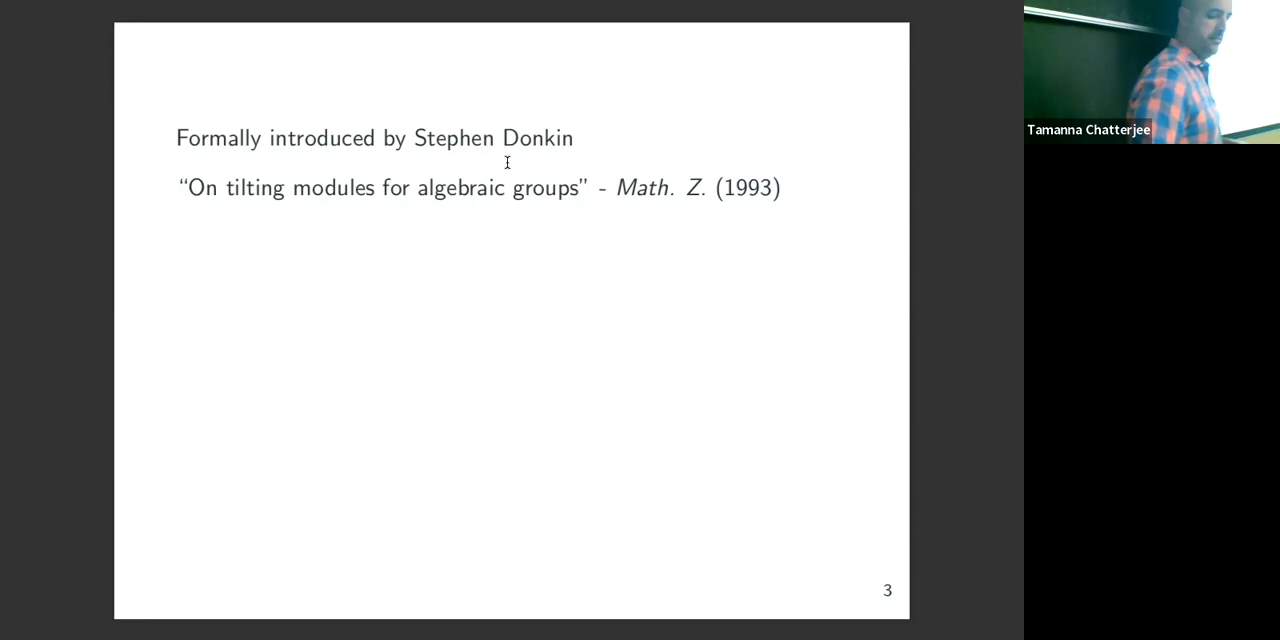 Formally introduced by Stephen Donkin
“On tilting modules for algebraic groups” - Math. Z. (1993)
3
Tamanna Chatterjee